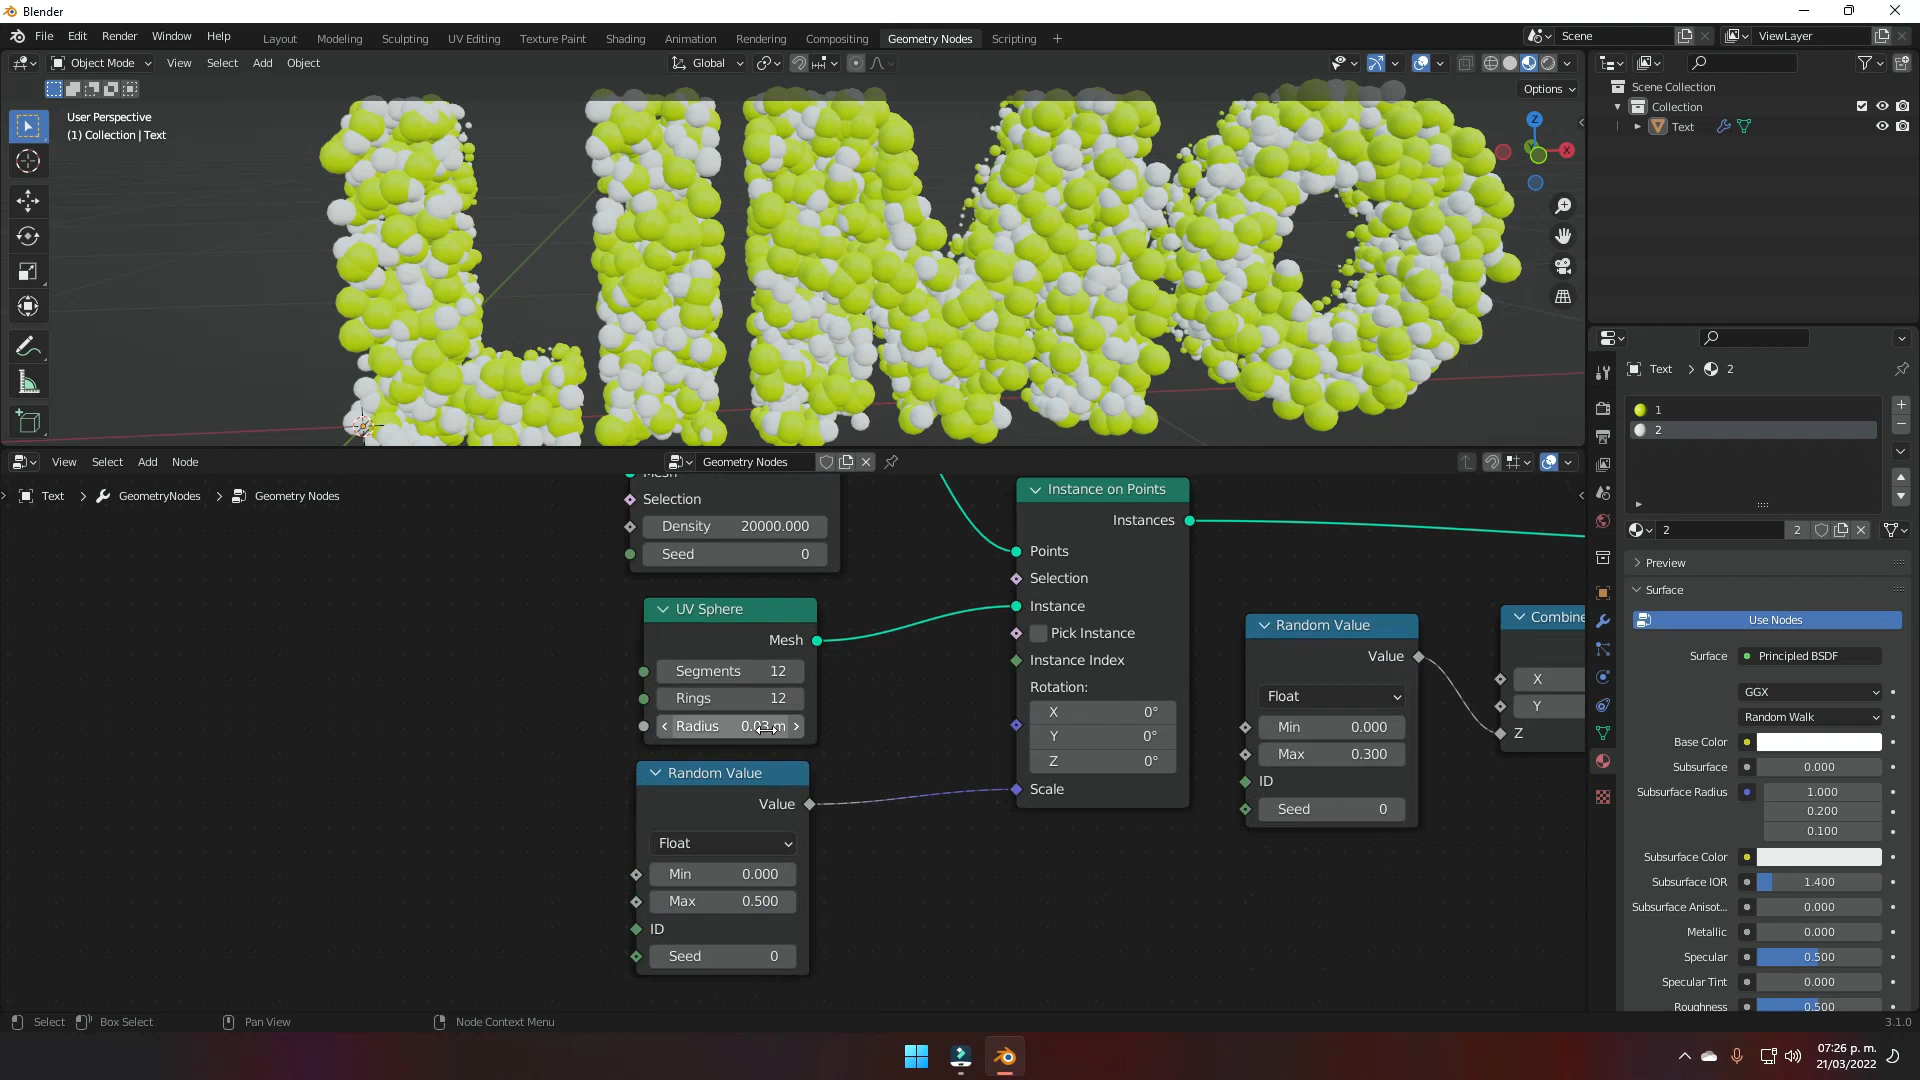 Blender
File Edit Render Window Help
Layout Modeling Sculpting UV Editing Texture Paint Shading Animation Rendering Compositing Geometry Nodes Scripting +
Scene ViewLayer
Object Mode View Select Add Object Global
Options
User Perspective
(1) Collection | Text
Z
X
Scene Collection
Collection
Text
Text 2
1
2
2 2
Preview
Surface
Use Nodes
Surface Principled BSDF
GGX
Random Walk
Base Color
Subsurface 0.000
Subsurface Radius 1.000
0.200
0.100
Subsurface Color
Subsurface IOR 1.400
Subsurface Anisot... 0.000
Metallic 0.000
Specular 0.500
Specular Tint 0.000
Roughness 0.500
View Select Add Node Geometry Nodes
Text GeometryNodes Geometry Nodes
Mesh
Selection
Density 20000.000
Seed 0
UV Sphere
Mesh
Segments 12
Rings 12
Radius 0.03 m
Random Value
Value
Float
Min 0.000
Max 0.500
ID
Seed 0
Instance on Points
Instances
Points
Selection
Instance
Pick Instance
Instance Index
Rotation:
X 0°
Y 0°
Z 0°
Scale
Random Value
Value
Float
Min 0.000
Max 0.300
ID
Seed 0
Combine
X
Y
Z
Select Box Select Pan View Node Context Menu 3.1.0
07:26 p. m.
21/03/2022